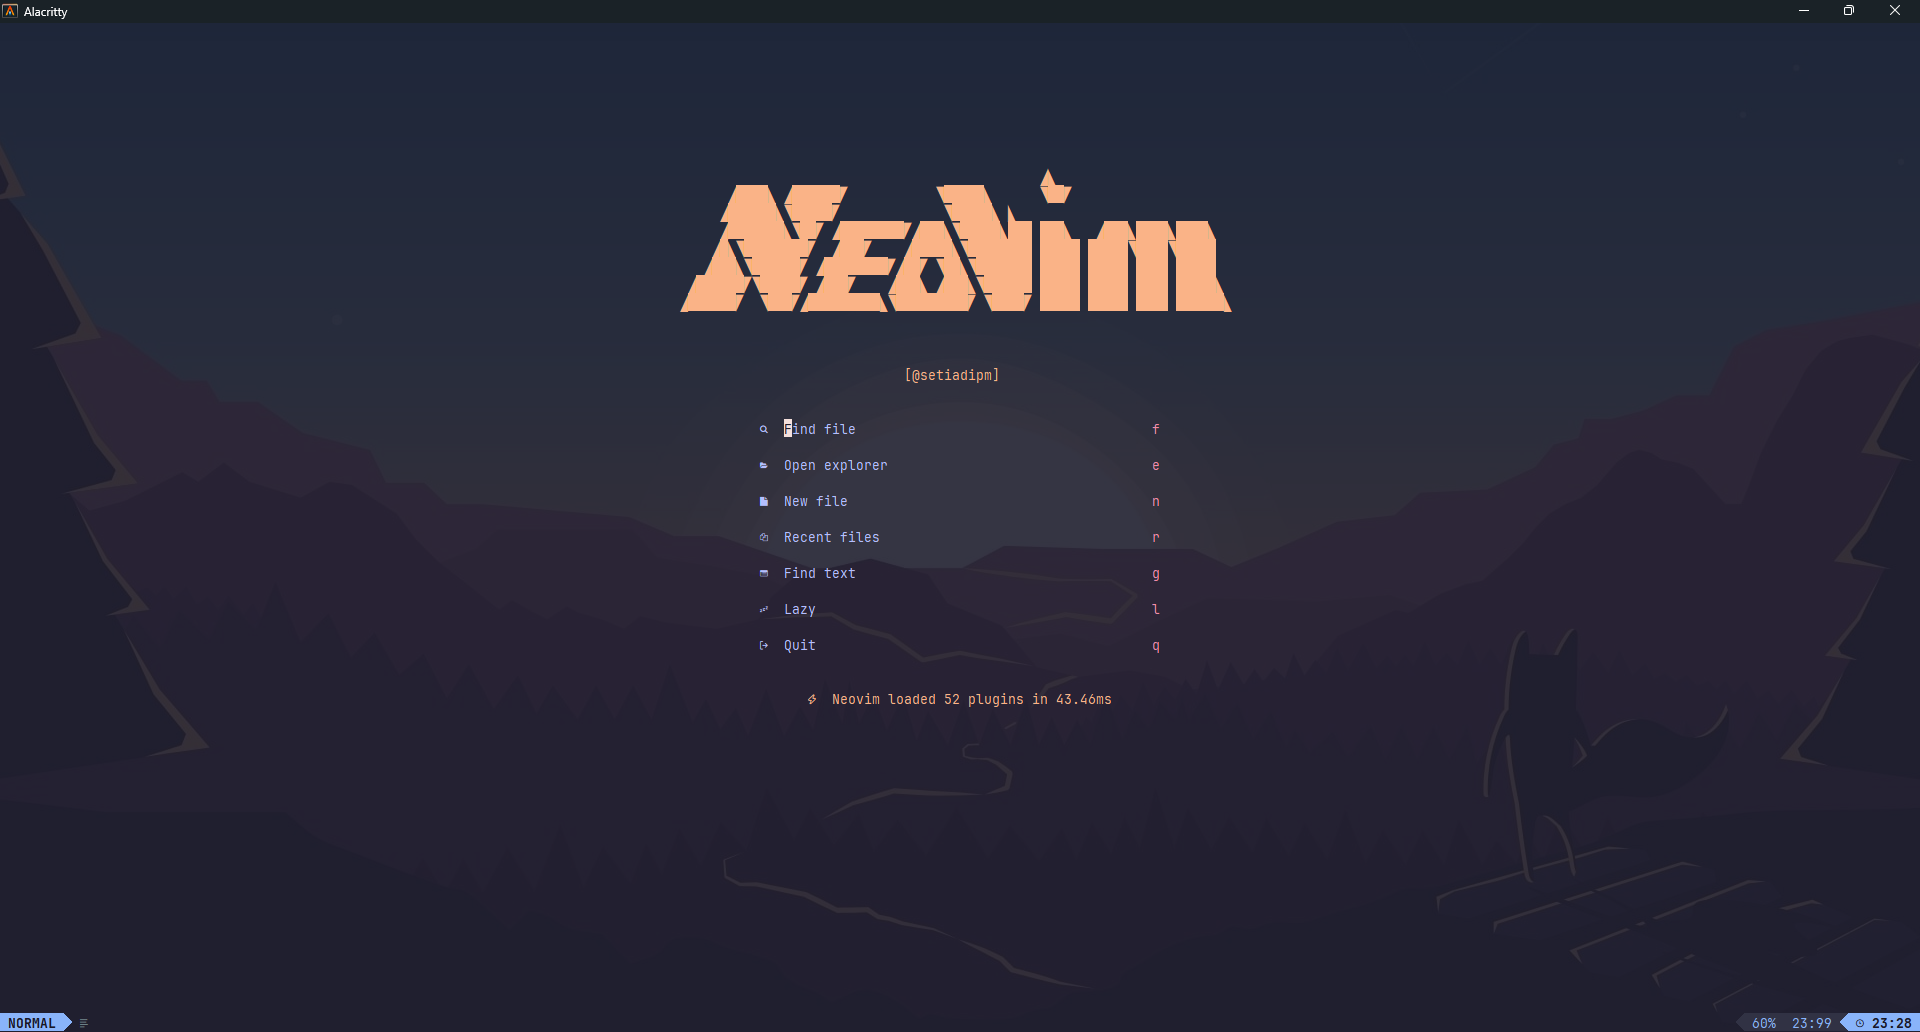 Alacritty
Neovim
[@setiadipm]
Find file f
Open explorer e
New file n
Recent files r
Find text g
Lazy l
Quit q
Neovim loaded 52 plugins in 43.46ms
NORMAL 60% 23:99 23:28